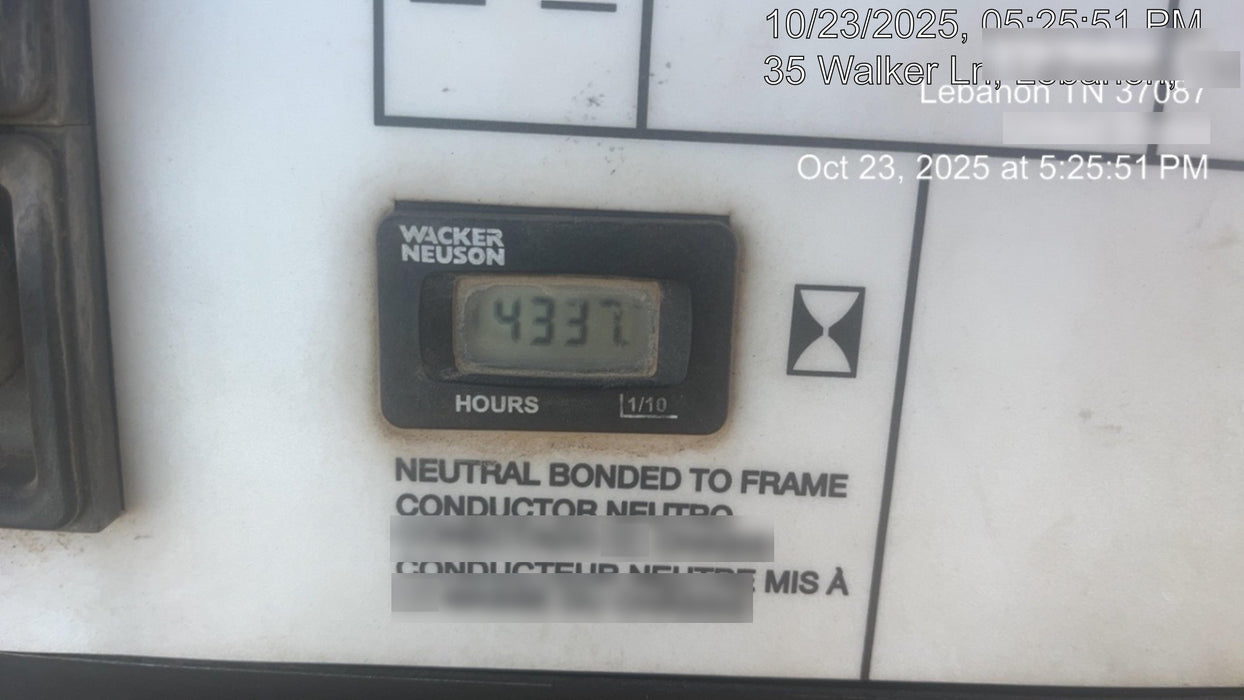 10/23/2025, 05:25:51 PM
35 Walker Ln, Lebanon,
Lebanon TN 37087
Oct 23, 2025 at 5:25:51 PM
WACKER
NEUSON
4337.
HOURS 1/10
NEUTRAL BONDED TO FRAME
CONDUCTOR NEUTRO
CONDUCTEUR NEUTRE MIS À